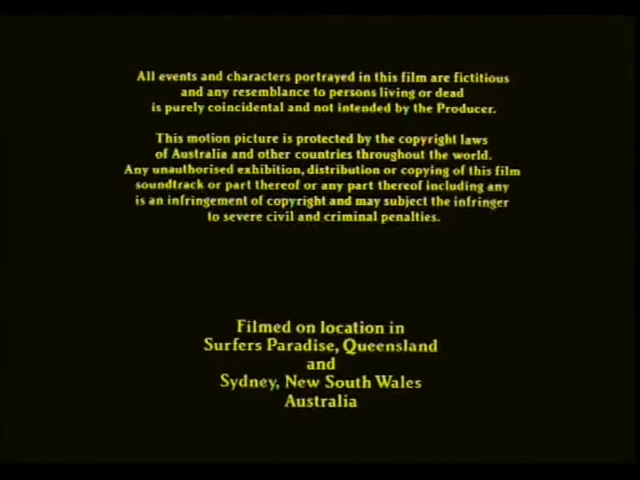 All events and characters portrayed in this film are fictitious
and any resemblance to persons living or dead
is purely coincidental and not intended by the Producer.
This motion picture is protected by the copyright laws
of Australia and other countries throughout the world.
Any unauthorised exhibition, distribution or copying of this film
soundtrack or part thereof or any part thereof including any
is an infringement of copyright and may subject the infringer
to severe civil and criminal penalties.
Filmed on location in
Surfers Paradise, Queensland
and
Sydney, New South Wales
Australia